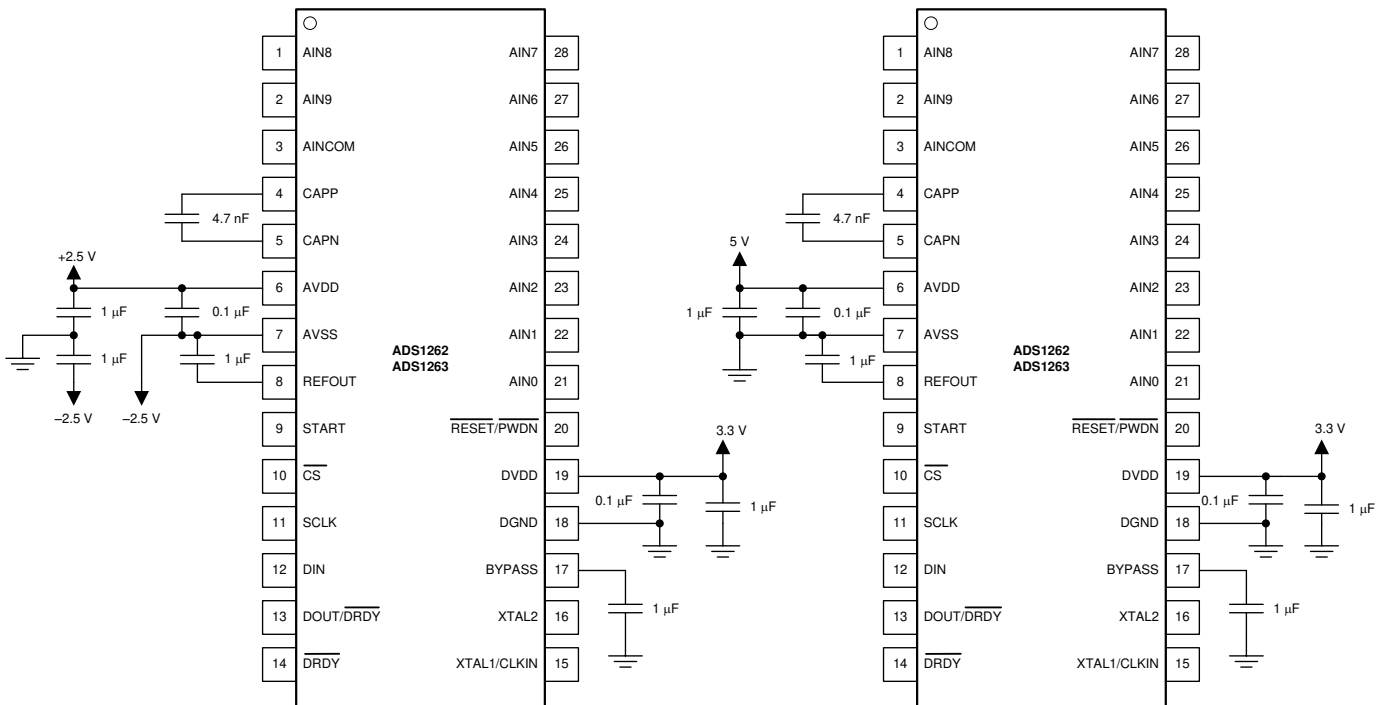 1 AIN8 AIN7 28
2 AIN9 AIN6 27
3 AINCOM AIN5 26
4 CAPP AIN4 25
4.7 nF
5 CAPN AIN3 24
+2.5 V
6 AVDD AIN2 23
1 μF 0.1 μF
7 AVSS AIN1 22
1 μF 1 μF
ADS1262
ADS1263
8 REFOUT AIN0 21
–2.5 V –2.5 V
9 START RESET/PWDN 20
3.3 V
10 CS DVDD 19
0.1 μF 1 μF
11 SCLK DGND 18
12 DIN BYPASS 17
1 μF
13 DOUT/DRDY XTAL2 16
14 DRDY XTAL1/CLKIN 15
1 AIN8 AIN7 28
2 AIN9 AIN6 27
3 AINCOM AIN5 26
4 CAPP AIN4 25
4.7 nF
5 CAPN AIN3 24
5 V
6 AVDD AIN2 23
1 μF 0.1 μF
7 AVSS AIN1 22
1 μF
ADS1262
ADS1263
8 REFOUT AIN0 21
9 START RESET/PWDN 20
3.3 V
10 CS DVDD 19
0.1 μF 1 μF
11 SCLK DGND 18
12 DIN BYPASS 17
1 μF
13 DOUT/DRDY XTAL2 16
14 DRDY XTAL1/CLKIN 15